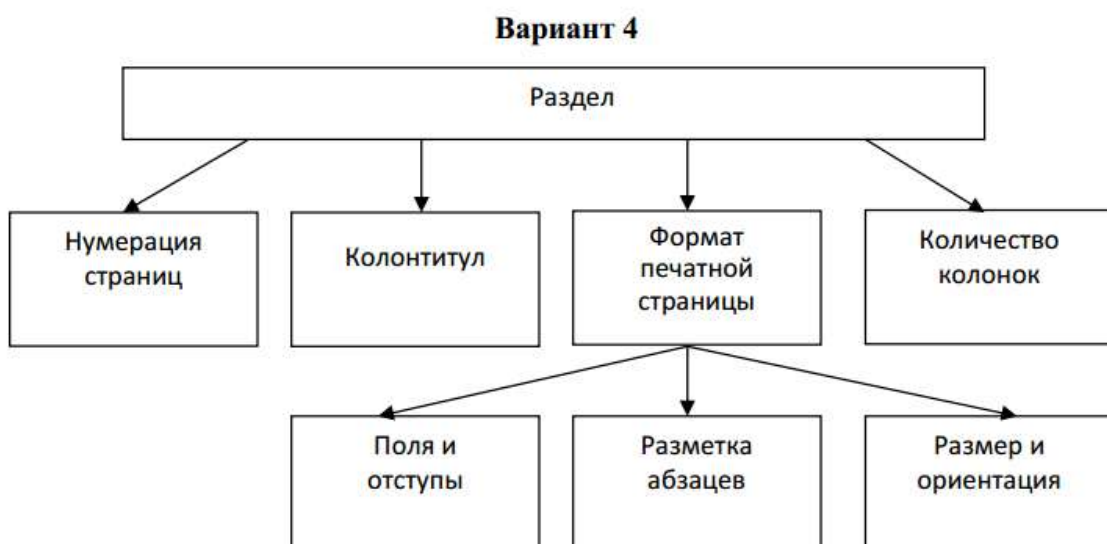 Вариант 4
Раздел
Нумерация
страниц
Колонтитул
Формат
печатной
страницы
Количество
колонок
Поля и
отступы
Разметка
абзацев
Размер и
ориентация